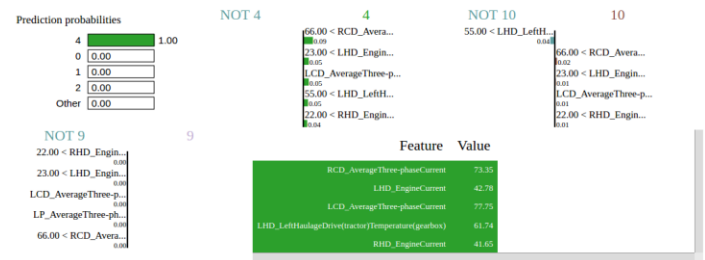 Prediction probabilities
4 1.00
0 0.00
1 0.00
2 0.00
Other 0.00
NOT 4 4
66.00 < RCD_Avera...
0.09
23.00 < LHD_Engin...
0.05
LCD_AverageThree-p...
0.05
55.00 < LHD_LeftH...
0.05
22.00 < RHD_Engin...
0.04
NOT 10 10
55.00 < LHD_LeftH...
0.04
66.00 < RCD_Avera...
0.02
23.00 < LHD_Engin...
0.01
LCD_AverageThree-p...
0.01
22.00 < RHD_Engin...
0.01
NOT 9 9
22.00 < RHD_Engin...
0.00
23.00 < LHD_Engin...
0.00
LCD_AverageThree-p...
0.00
LP_AverageThree-ph...
0.00
66.00 < RCD_Avera...
0.00
Feature Value
RCD_AverageThree-phaseCurrent 73.35
LHD_EngineCurrent 42.78
LCD_AverageThree-phaseCurrent 77.75
LHD_LeftHaulageDrive(tractor)Temperature(gearbox) 61.74
RHD_EngineCurrent 41.65